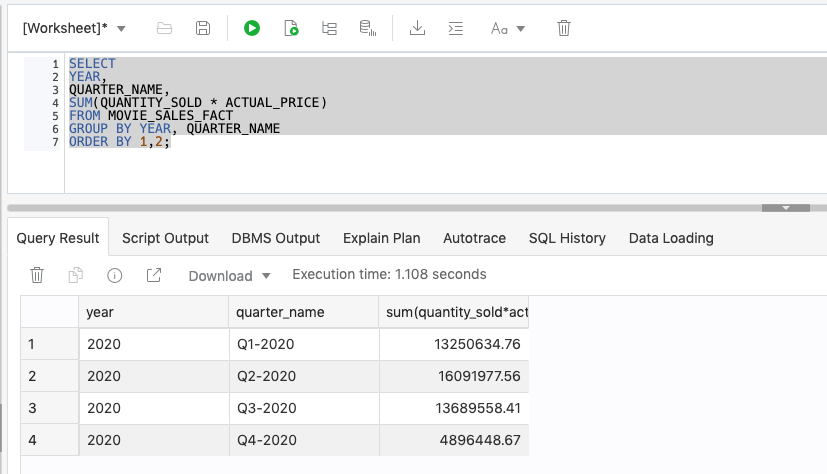 [Worksheet]*
Aa
1 SELECT
2 YEAR,
3 QUARTER_NAME,
4 SUM(QUANTITY_SOLD * ACTUAL_PRICE)
5 FROM MOVIE_SALES_FACT
6 GROUP BY YEAR, QUARTER_NAME
7 ORDER BY 1,2;
Query Result Script Output DBMS Output Explain Plan Autotrace SQL History Data Loading
Download Execution time: 1.108 seconds
year quarter_name sum(quantity_sold*act
1 2020 Q1-2020 13250634.76
2 2020 Q2-2020 16091977.56
3 2020 Q3-2020 13689558.41
4 2020 Q4-2020 4896448.67